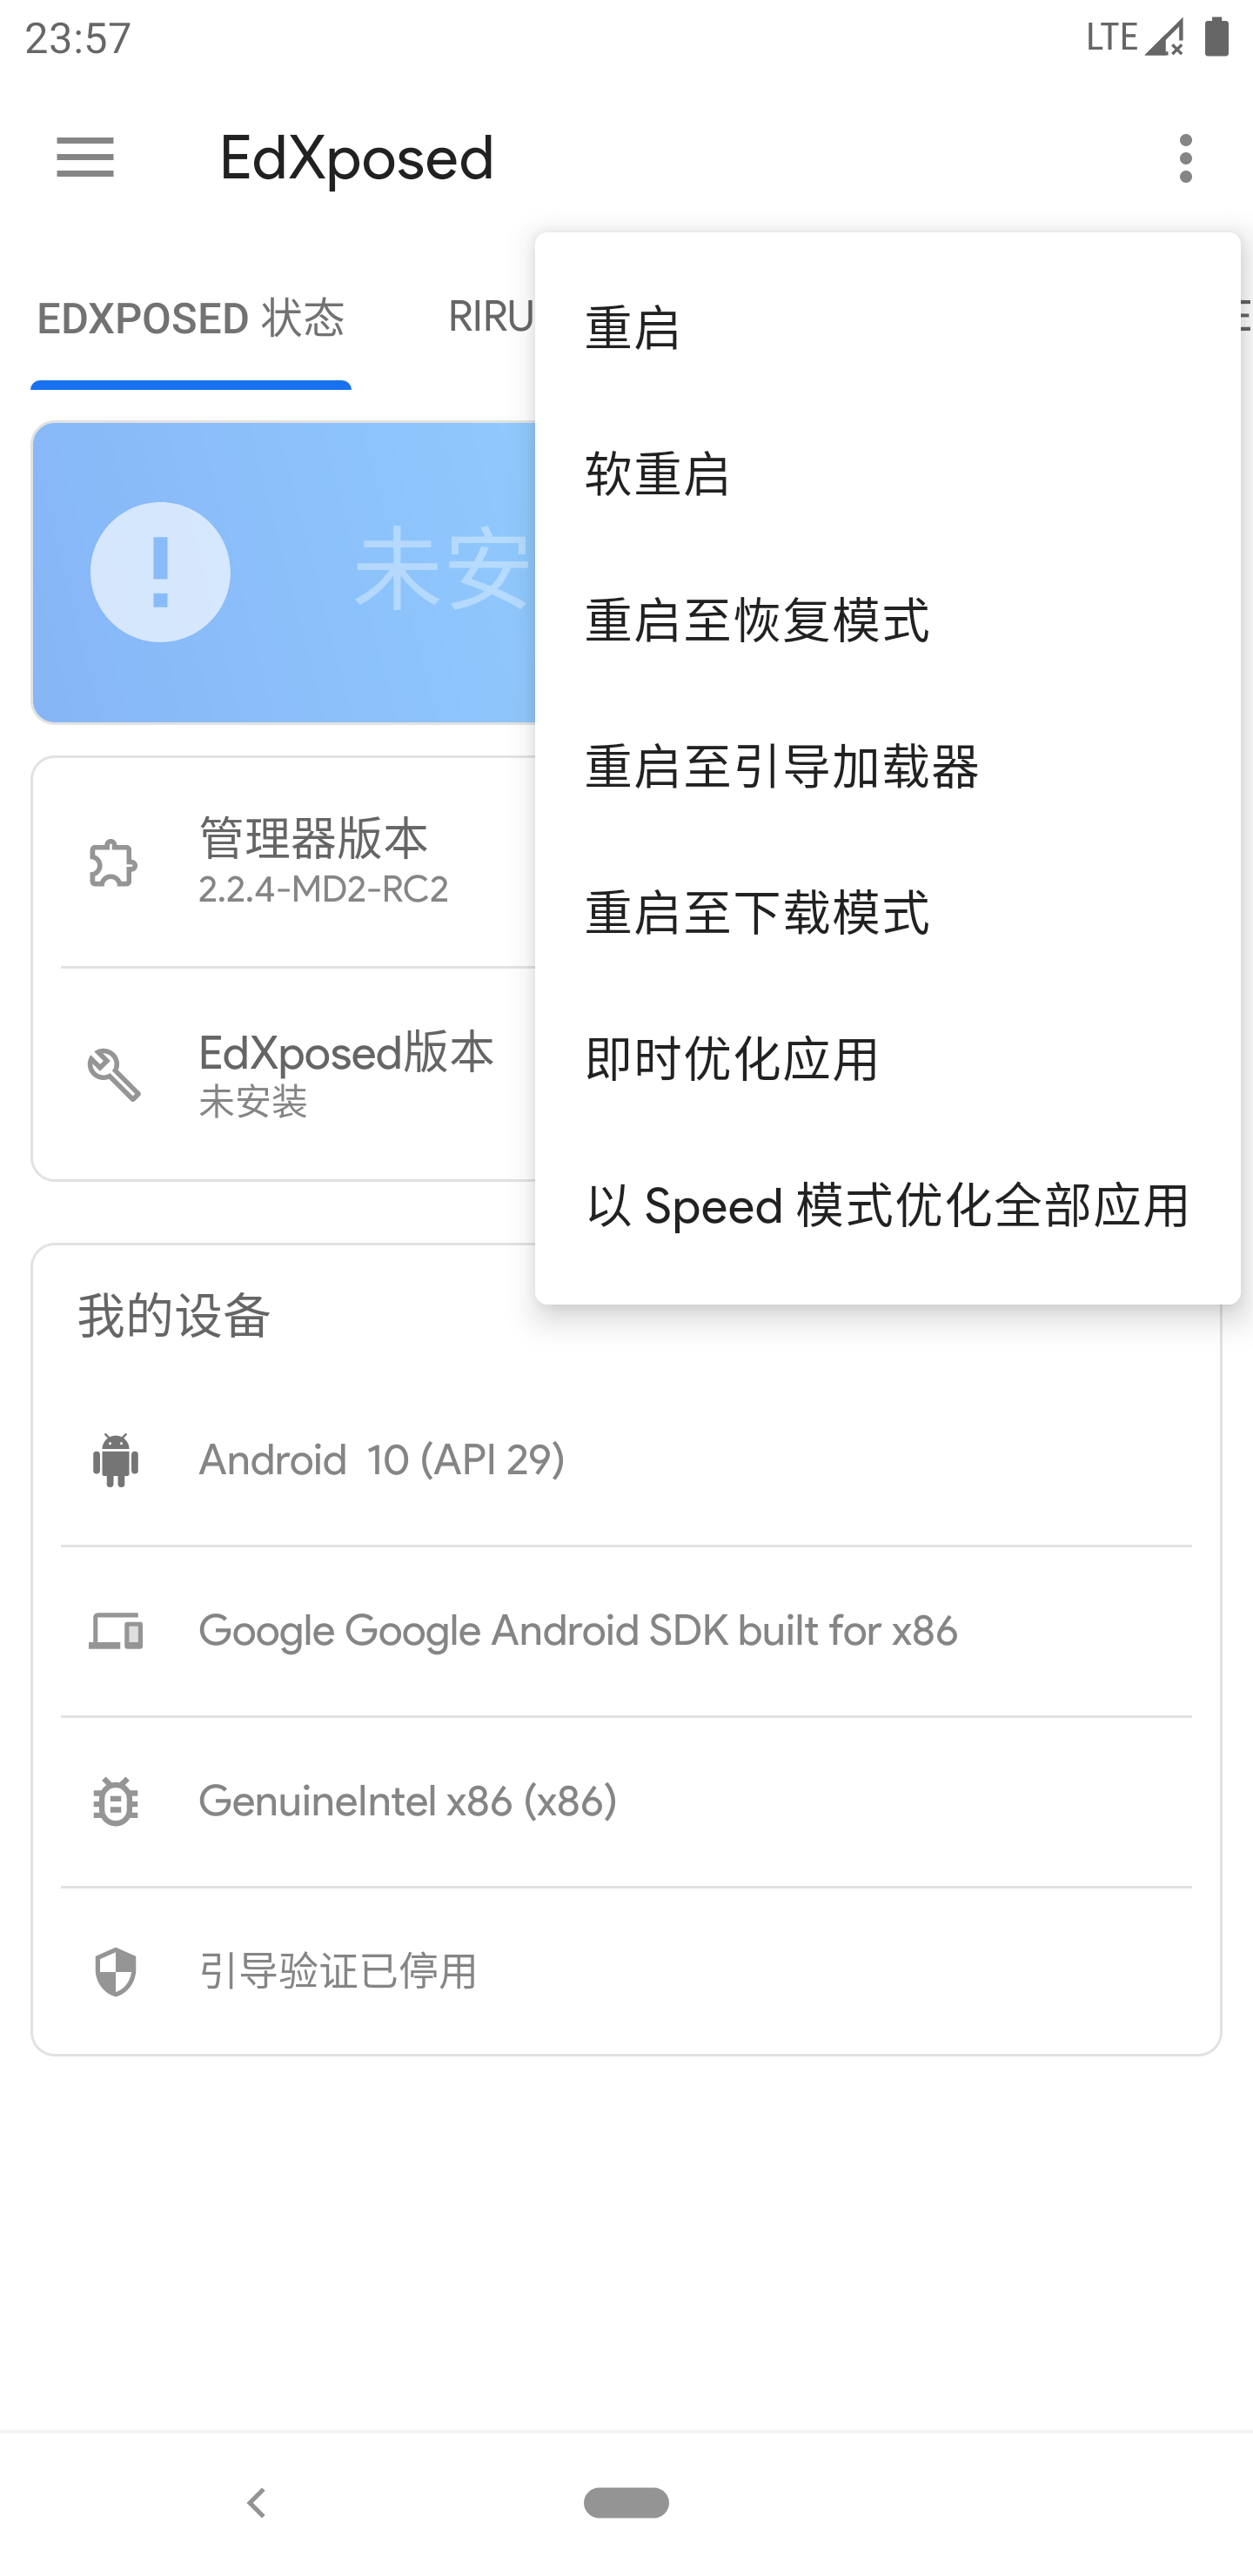 23:57
LTE
EdXposed
EDXPOSED 状态
RIRU
重启
软重启
重启至恢复模式
重启至引导加载器
重启至下载模式
即时优化应用
以 Speed 模式优化全部应用
未安
管理器版本
2.2.4-MD2-RC2
EdXposed版本
未安装
我的设备
Android 10 (API 29)
Google Google Android SDK built for x86
GenuineIntel x86 (x86)
引导验证已停用